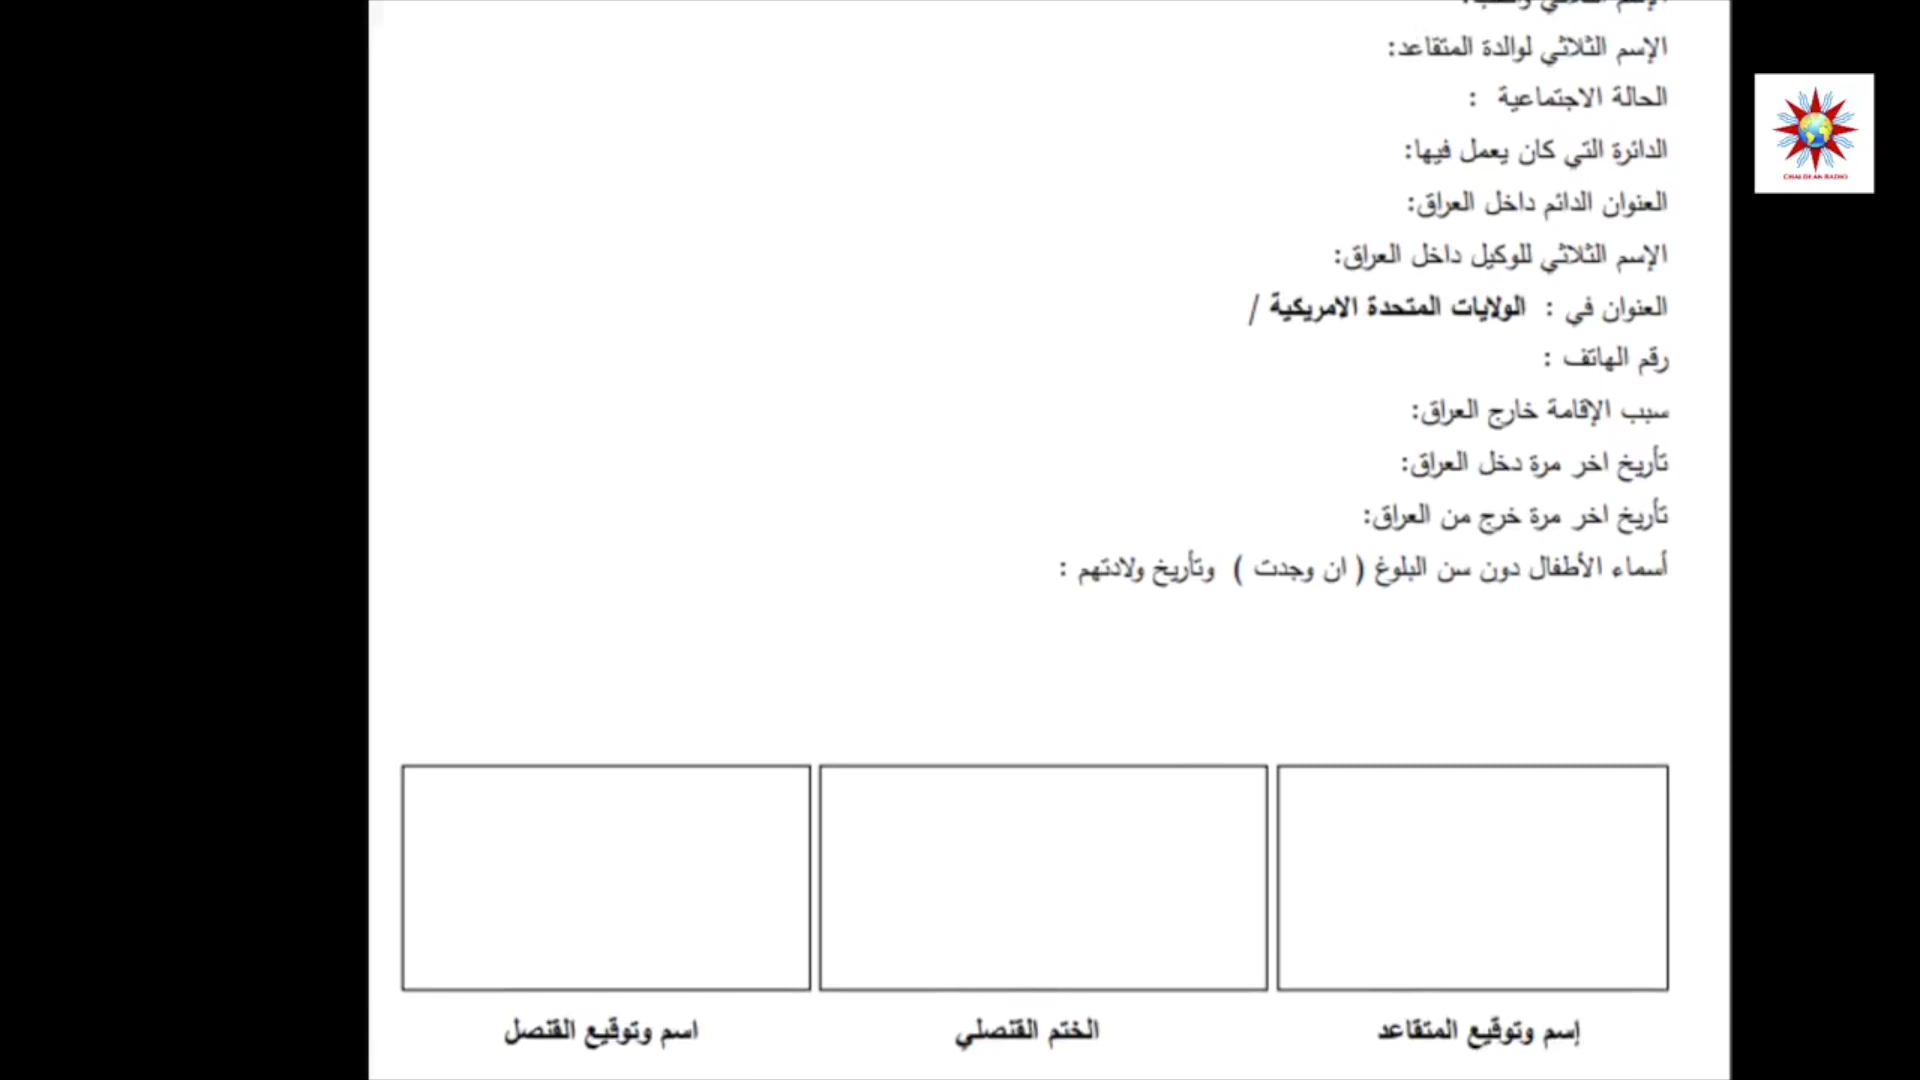 الإسم الثلاثي لوالدة المتقاعد:
الحالة الاجتماعية :
الدائرة التي كان يعمل فيها:
العنوان الدائم داخل العراق:
الإسم الثلاثي للوكيل داخل العراق:
العنوان في : الولايات المتحدة الامريكية /
رقم الهاتف :
سبب الإقامة خارج العراق:
تأريخ اخر مرة دخل العراق:
تأريخ اخر مرة خرج من العراق:
أسماء الأطفال دون سن البلوغ ( ان وجدت ) وتأريخ ولادتهم :
إسم وتوقيع المتقاعد
الختم القنصلي
اسم وتوقيع القنصل
CHALDEAN RADIO